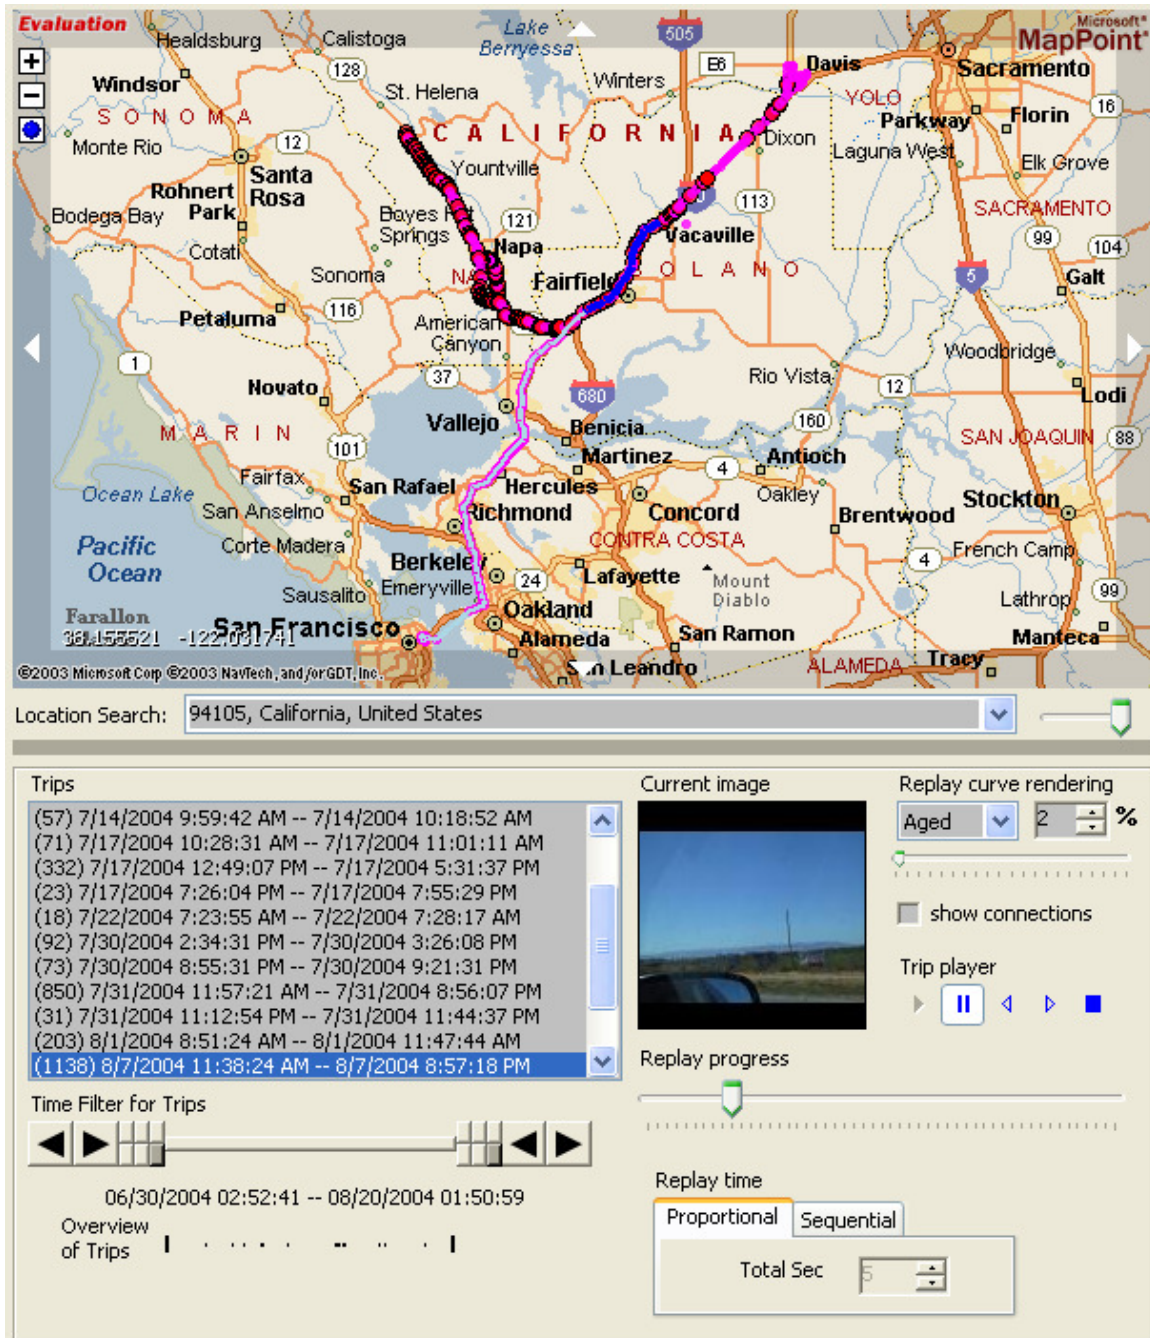 Evaluation
Healdsburg
Calistoga
Lake
Berryessa
505
Microsoft®
MapPoint®
Windsor
128
Winters
E6
Davis
Sacramento
St. Helena
SONOMA
YOLO
Parkway
Florin
16
CALIFORNIA
Monte Rio
12
Yountville
Dixon
Laguna West
Elk Grove
Santa
Rosa
Rohnert
Park
121
113
SACRAMENTO
Bodega Bay
Springs
Napa
Vacaville
99
104
Cotati
Sonoma
Fairfield
OLANO
5
Galt
116
Petaluma
American
Canyon
1
37
680
Rio Vista
12
Woodbridge
Lodi
Novato
Vallejo
Benicia
160
MARIN
101
Martinez
4
Antioch
SAN JOAQUIN
88
Fairfax
San Rafael
Hercules
Oakley
Stockton
Ocean Lake
San Anselmo
Richmond
Concord
Brentwood
Pacific
Ocean
Corte Madera
CONTRA COSTA
4
French Camp
Berkeley
24
Lafayette
Mount
Diablo
Sausalito
Emeryville
99
Lathrop
Farallon
San Francisco
Oakland
38.155521 -122.031741
Alameda
San Ramon
Manteca
San Leandro
ALAMEDA
Tracy
©2003 Microsoft Corp ©2003 NavTech, and/or GDT, Inc.
Location Search:
94105, California, United States
Trips
(57) 7/14/2004 9:59:42 AM -- 7/14/2004 10:18:52 AM
(71) 7/17/2004 10:28:31 AM -- 7/17/2004 11:01:11 AM
(332) 7/17/2004 12:49:07 PM -- 7/17/2004 5:31:37 PM
(23) 7/17/2004 7:26:04 PM -- 7/17/2004 7:55:29 PM
(18) 7/22/2004 7:23:55 AM -- 7/22/2004 7:28:17 AM
(92) 7/30/2004 2:34:31 PM -- 7/30/2004 3:26:08 PM
(73) 7/30/2004 8:55:31 PM -- 7/30/2004 9:21:31 PM
(850) 7/31/2004 11:57:21 AM -- 7/31/2004 8:56:07 PM
(31) 7/31/2004 11:12:54 PM -- 7/31/2004 11:44:37 PM
(203) 8/1/2004 8:51:24 AM -- 8/1/2004 11:47:44 AM
(1138) 8/7/2004 11:38:24 AM -- 8/7/2004 8:57:18 PM
Current image
Replay curve rendering
Aged
2
%
show connections
Trip player
Replay progress
Time Filter for Trips
06/30/2004 02:52:41 -- 08/20/2004 01:50:59
Overview
of Trips
Replay time
Proportional
Sequential
Total Sec
5